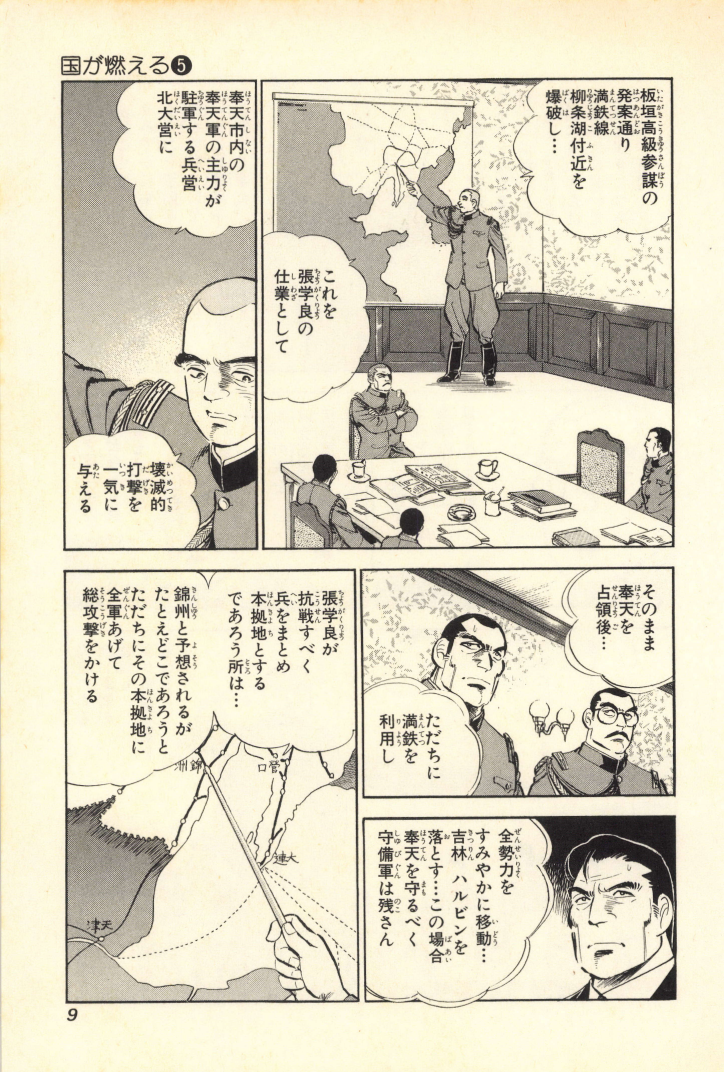 国が燃える❺
板垣高級参謀の
発案通り
満鉄線
柳条湖付近を
爆破し…
これを
張学良の
仕業として
奉天市内の
奉天軍の主力が
駐軍する兵営
北大営に
壊滅的
打撃を
一気に
与える
そのまま
奉天を
占領後…
ただちに
満鉄を
利用し
全勢力を
すみやかに移動…
吉林 ハルビンを
落とす…この場合
奉天を守るべく
守備軍は残さん
張学良が
抗戦すべく
兵をまとめ
本拠地とする
であろう所は…
錦州と予想されるが
たとえどこであろうと
ただちにその本拠地に
全軍あげて
総攻撃をかける
洲錦
口営
連大
津天
9